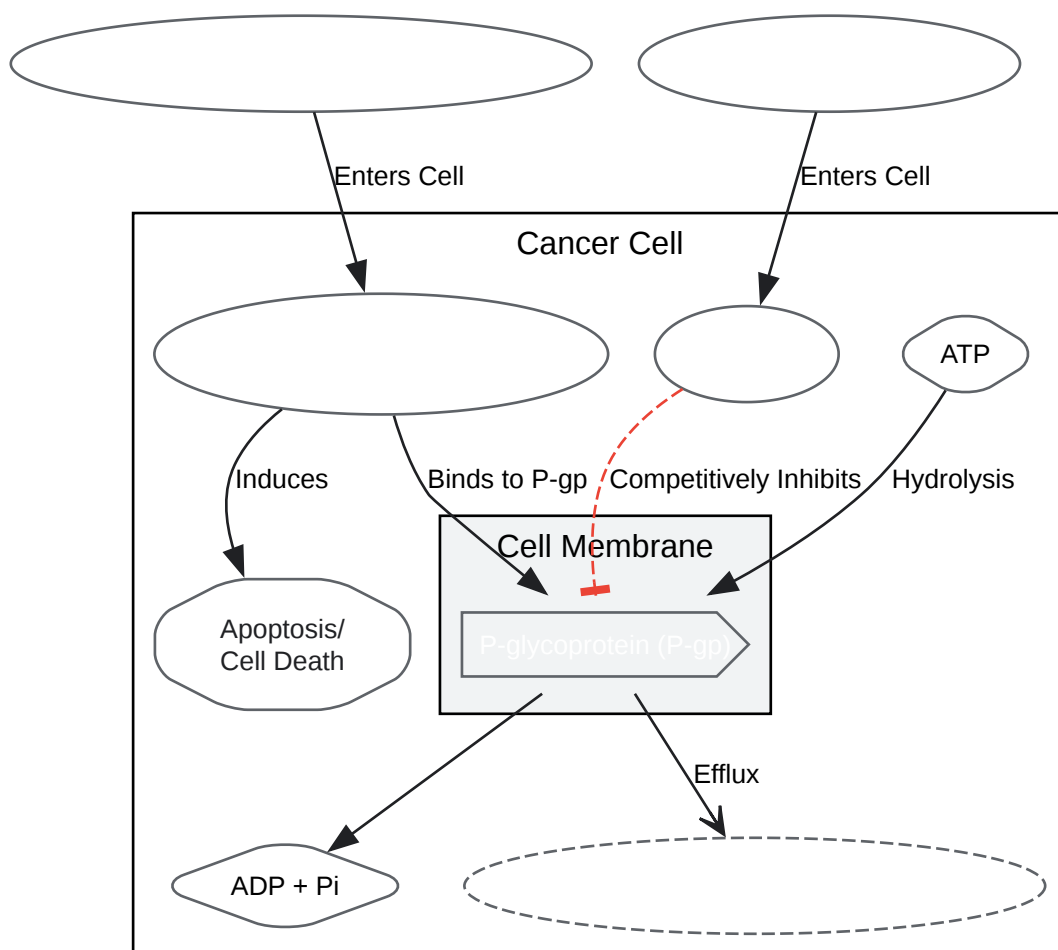 Enters Cell
Enters Cell
Cancer Cell
ATP
Induces
Binds to P-gp
Competitively Inhibits
Hydrolysis
Cell Membrane
Apoptosis/
Cell Death
P-glycoprotein (P-gp)
Efflux
ADP + Pi